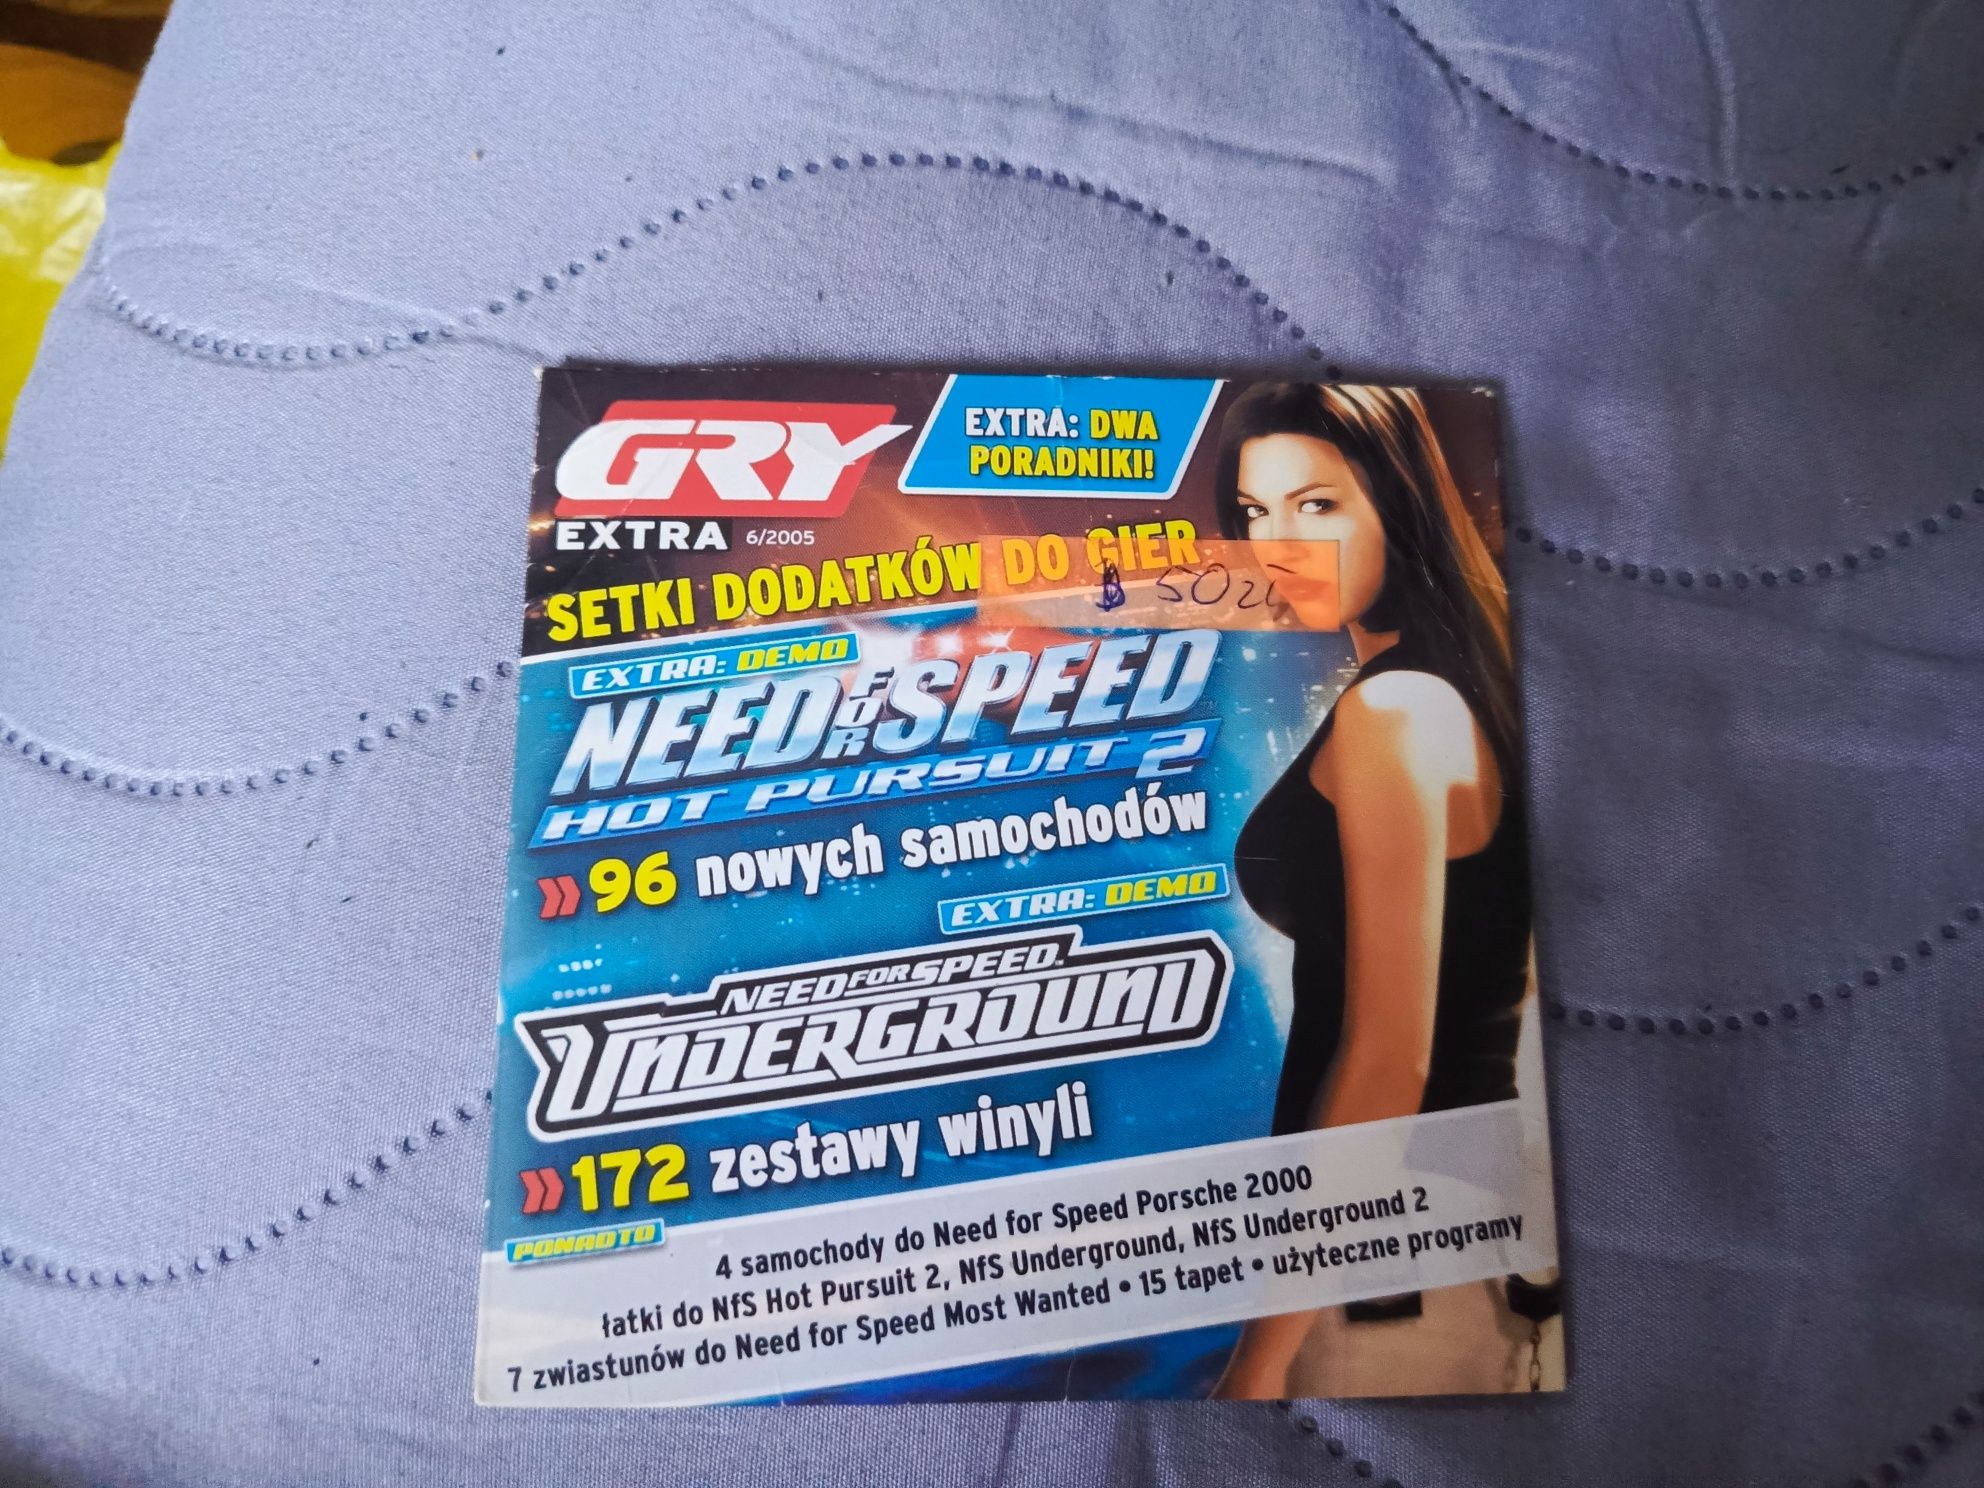 GRY
EXTRA 6/2005
EXTRA: DWA
PORADNIKI!
SETKI DODATKÓW DO GIER
50 zł
EXTRA: DEMO
NEED FOR SPEED
HOT PURSUIT 2
» 96 nowych samochodów
EXTRA: DEMO
NEED FOR SPEED™
UNDERGROUND
» 172 zestawy winyli
PONADTO
4 samochody do Need for Speed Porsche 2000
łatki do NfS Hot Pursuit 2, NfS Underground, NfS Underground 2
7 zwiastunów do Need for Speed Most Wanted • 15 tapet • użyteczne programy